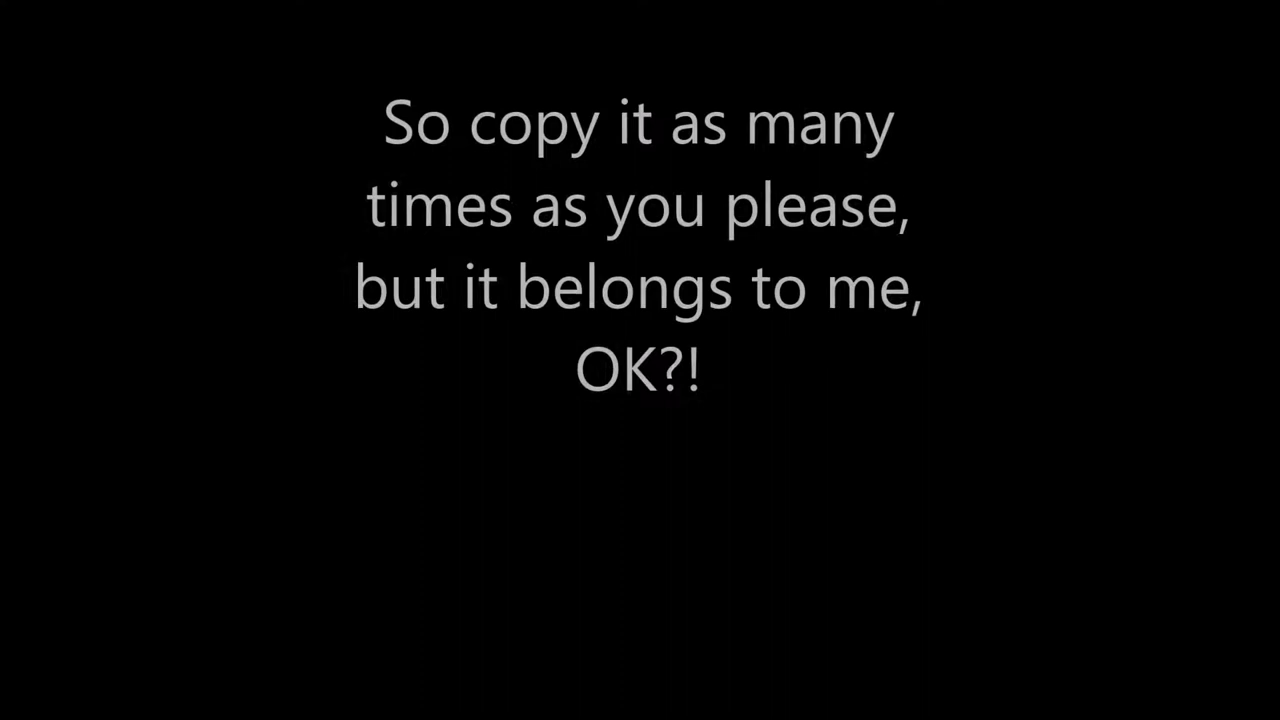 So copy it as many
times as you please,
but it belongs to me,
OK?!